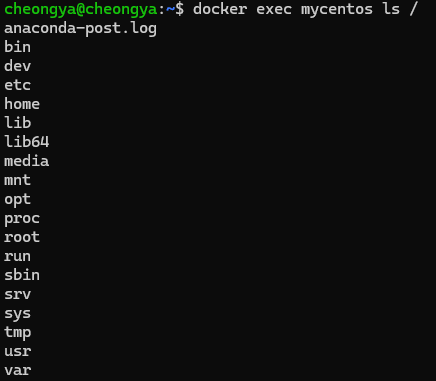 cheongya@cheongya:~$ docker exec mycentos ls /
anaconda-post.log
bin
dev
etc
home
lib
lib64
media
mnt
opt
proc
root
run
sbin
srv
sys
tmp
usr
var